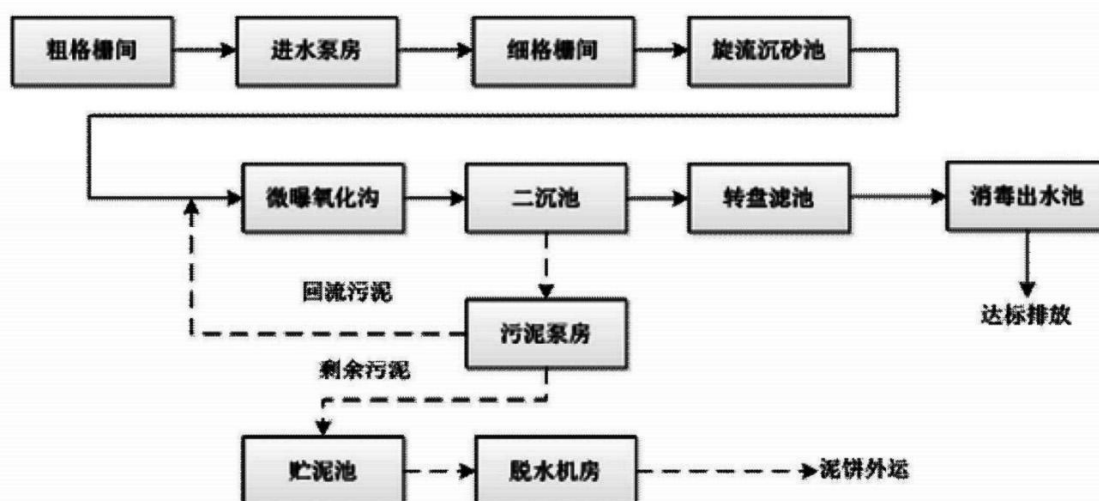 粗格栅间
进水泵房
细格栅间
旋流沉砂池
微曝氧化沟
二沉池
转盘滤池
消毒出水池
回流污泥
污泥泵房
达标排放
剩余污泥
贮泥池
脱水机房
泥饼外运